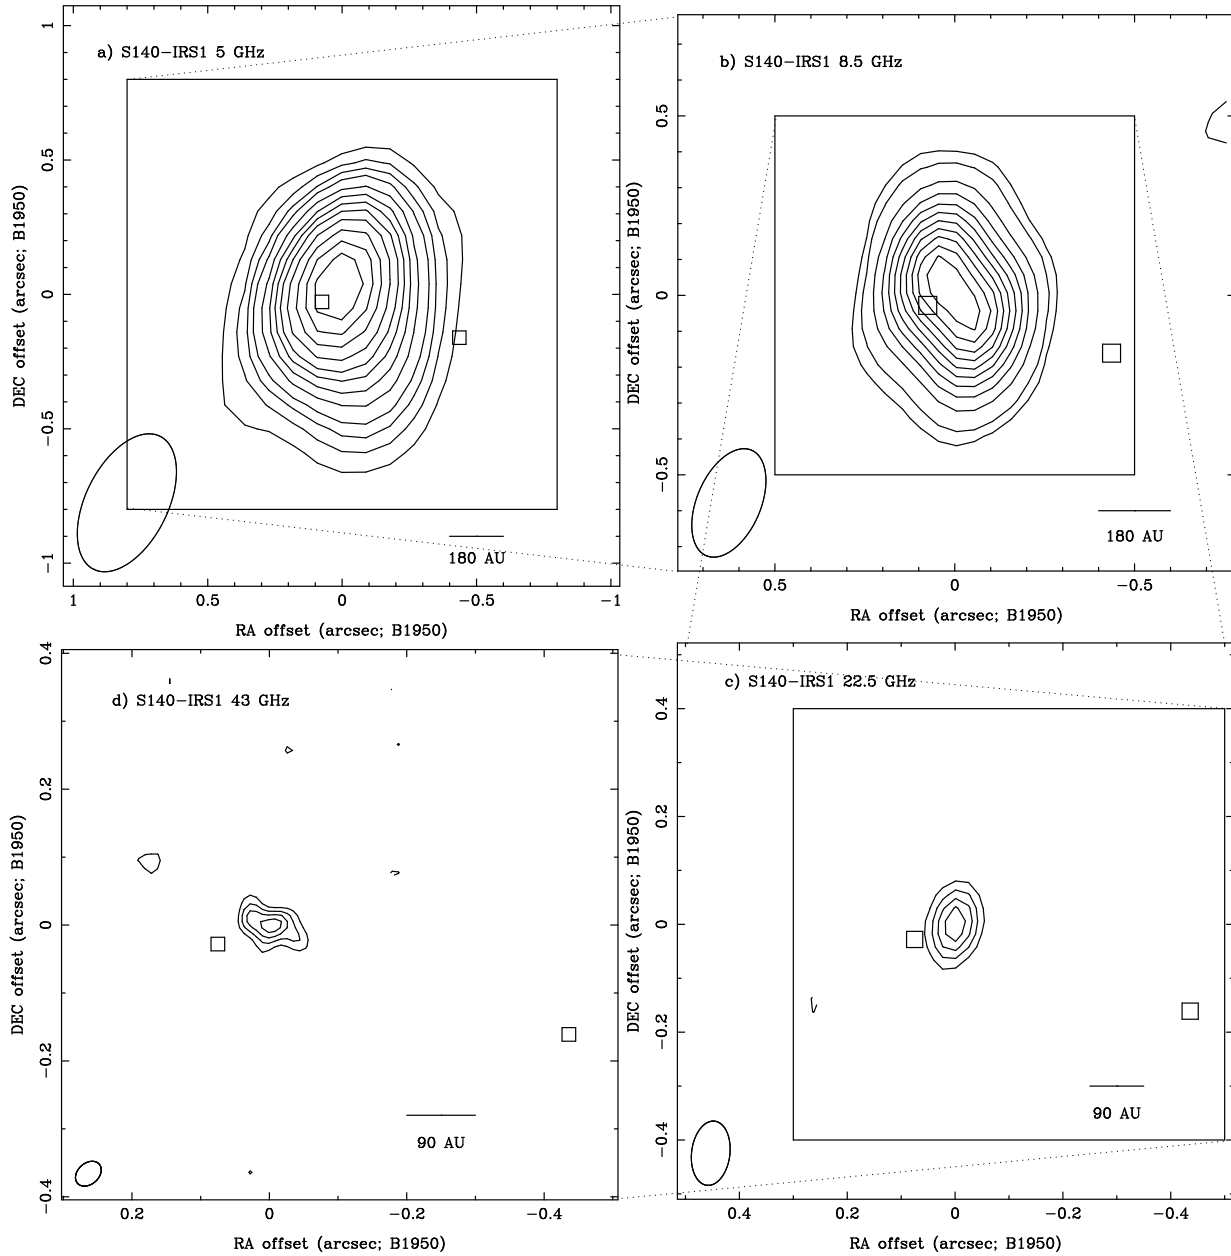 a) S140-IRS1 5 GHz
1
0.5
0
-0.5
-1
DEC offset (arcsec; B1950)
180 AU
1
0.5
0
-0.5
-1
RA offset (arcsec; B1950)
b) S140-IRS1 8.5 GHz
0.5
0
-0.5
DEC offset (arcsec; B1950)
180 AU
0.5
0
-0.5
RA offset (arcsec; B1950)
d) S140-IRS1 43 GHz
0.4
0.2
0
-0.2
-0.4
DEC offset (arcsec; B1950)
90 AU
0.2
0
-0.2
-0.4
RA offset (arcsec; B1950)
c) S140-IRS1 22.5 GHz
0.4
0.2
0
-0.2
-0.4
DEC offset (arcsec; B1950)
90 AU
0.4
0.2
0
-0.2
-0.4
RA offset (arcsec; B1950)